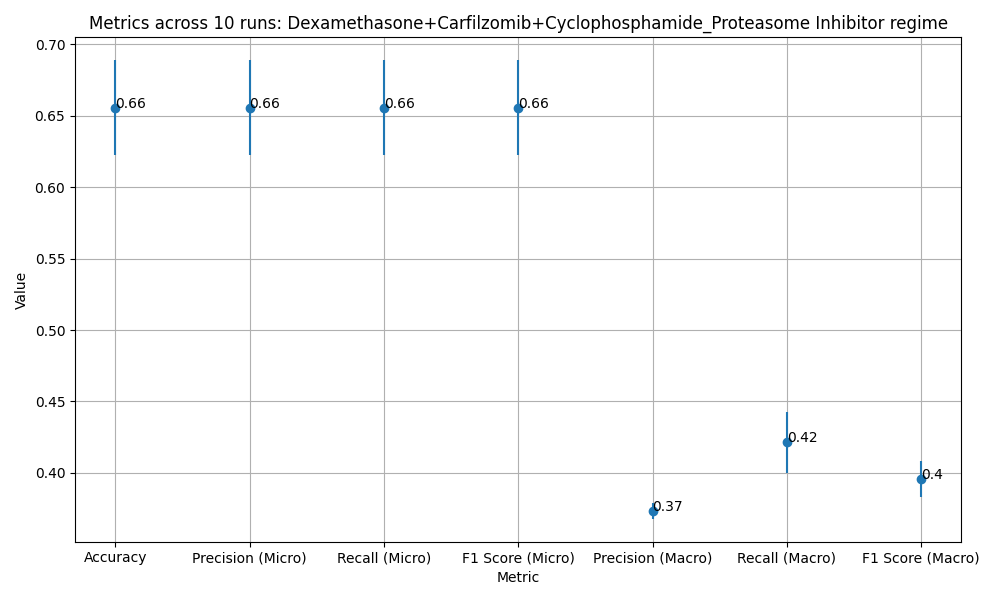 Metrics across 10 runs: Dexamethasone+Carfilzomib+Cyclophosphamide_Proteasome Inhibitor regime
0.70
0.65
0.60
0.55
0.50
0.45
0.40
Value
0.66
0.66
0.66
0.66
0.37
0.42
0.4
Accuracy
Precision (Micro)
Recall (Micro)
F1 Score (Micro)
Precision (Macro)
Recall (Macro)
F1 Score (Macro)
Metric